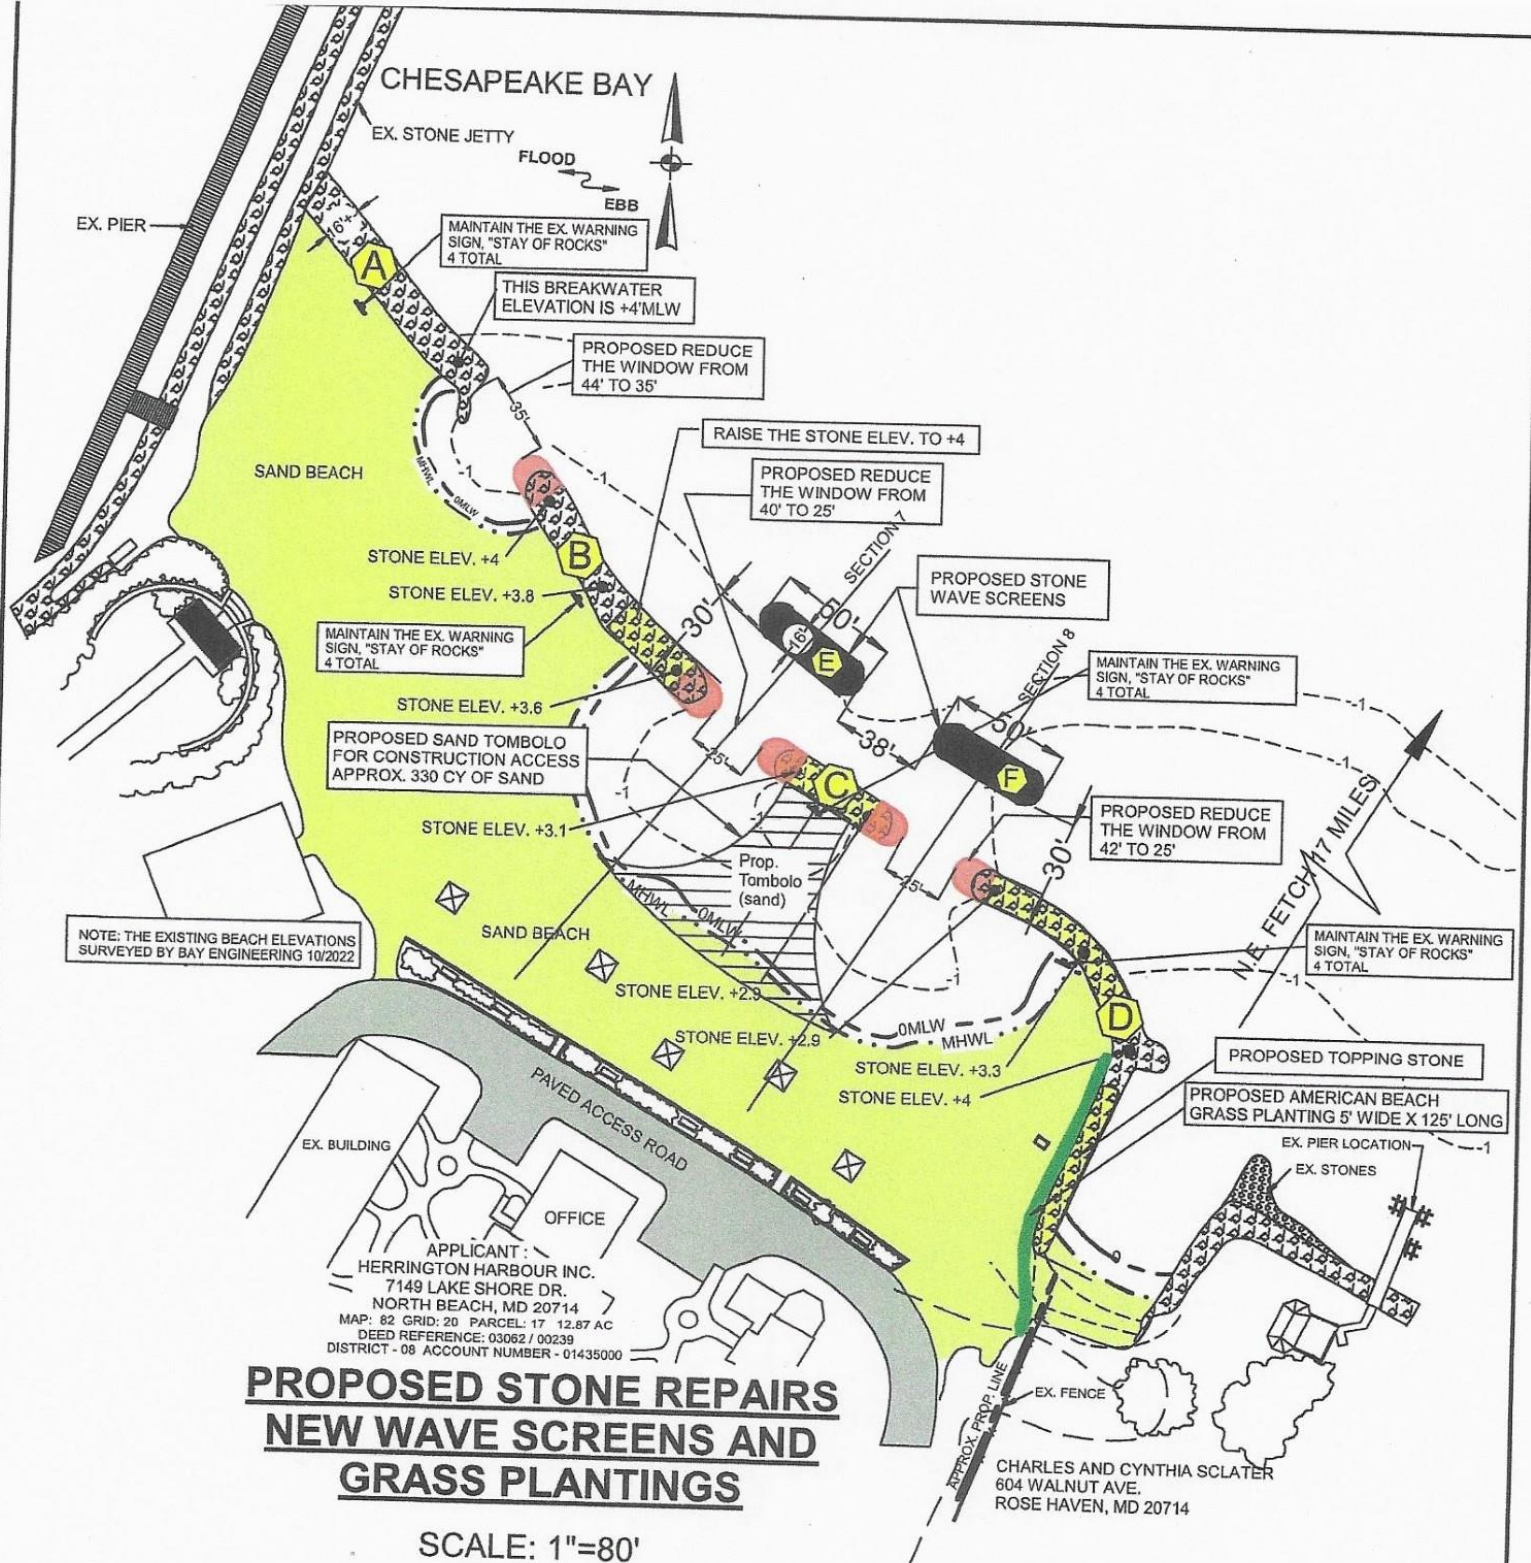 CHESAPEAKE BAY
EX. STONE JETTY
FLOOD
EBB
EX. PIER
16'±
A
MAINTAIN THE EX. WARNING
SIGN, "STAY OF ROCKS"
4 TOTAL
THIS BREAKWATER
ELEVATION IS +4'MLW
PROPOSED REDUCE
THE WINDOW FROM
44' TO 35'
35'
RAISE THE STONE ELEV. TO +4
PROPOSED REDUCE
THE WINDOW FROM
40' TO 25'
SECTION 7
SAND BEACH
MHWL
0MLW
-1
-1
STONE ELEV. +4
B
STONE ELEV. +3.8
MAINTAIN THE EX. WARNING
SIGN, "STAY OF ROCKS"
4 TOTAL
30'
60'
16'
E
PROPOSED STONE
WAVE SCREENS
SECTION 8
MAINTAIN THE EX. WARNING
SIGN, "STAY OF ROCKS"
4 TOTAL
-1
STONE ELEV. +3.6
PROPOSED SAND TOMBOLO
FOR CONSTRUCTION ACCESS
APPROX. 330 CY OF SAND
25'
38'
50'
F
-1
C
-1
-1
STONE ELEV. +3.1
PROPOSED REDUCE
THE WINDOW FROM
42' TO 25'
30'
25'
N.E. FETCH 17 MILES
Prop.
Tombolo
(sand)
MHWL
0MLW
SAND BEACH
NOTE: THE EXISTING BEACH ELEVATIONS
SURVEYED BY BAY ENGINEERING 10/2022
MAINTAIN THE EX. WARNING
SIGN, "STAY OF ROCKS"
4 TOTAL
-1
-1
STONE ELEV. +2.9
STONE ELEV. +2.9
0MLW
MHWL
D
STONE ELEV. +3.3
STONE ELEV. +4
PROPOSED TOPPING STONE
PROPOSED AMERICAN BEACH
GRASS PLANTING 5' WIDE X 125' LONG
-1
EX. PIER LOCATION
EX. STONES
PAVED ACCESS ROAD
EX. BUILDING
OFFICE
APPLICANT :
HERRINGTON HARBOUR INC.
7149 LAKE SHORE DR.
NORTH BEACH, MD 20714
MAP: 82 GRID: 20 PARCEL: 17 12.87 AC
DEED REFERENCE: 03062 / 00239
DISTRICT - 08 ACCOUNT NUMBER - 01435000
PROPOSED STONE REPAIRS
NEW WAVE SCREENS AND
GRASS PLANTINGS
SCALE: 1"=80'
APPROX. PROP. LINE
EX. FENCE
CHARLES AND CYNTHIA SCLATER
604 WALNUT AVE.
ROSE HAVEN, MD 20714